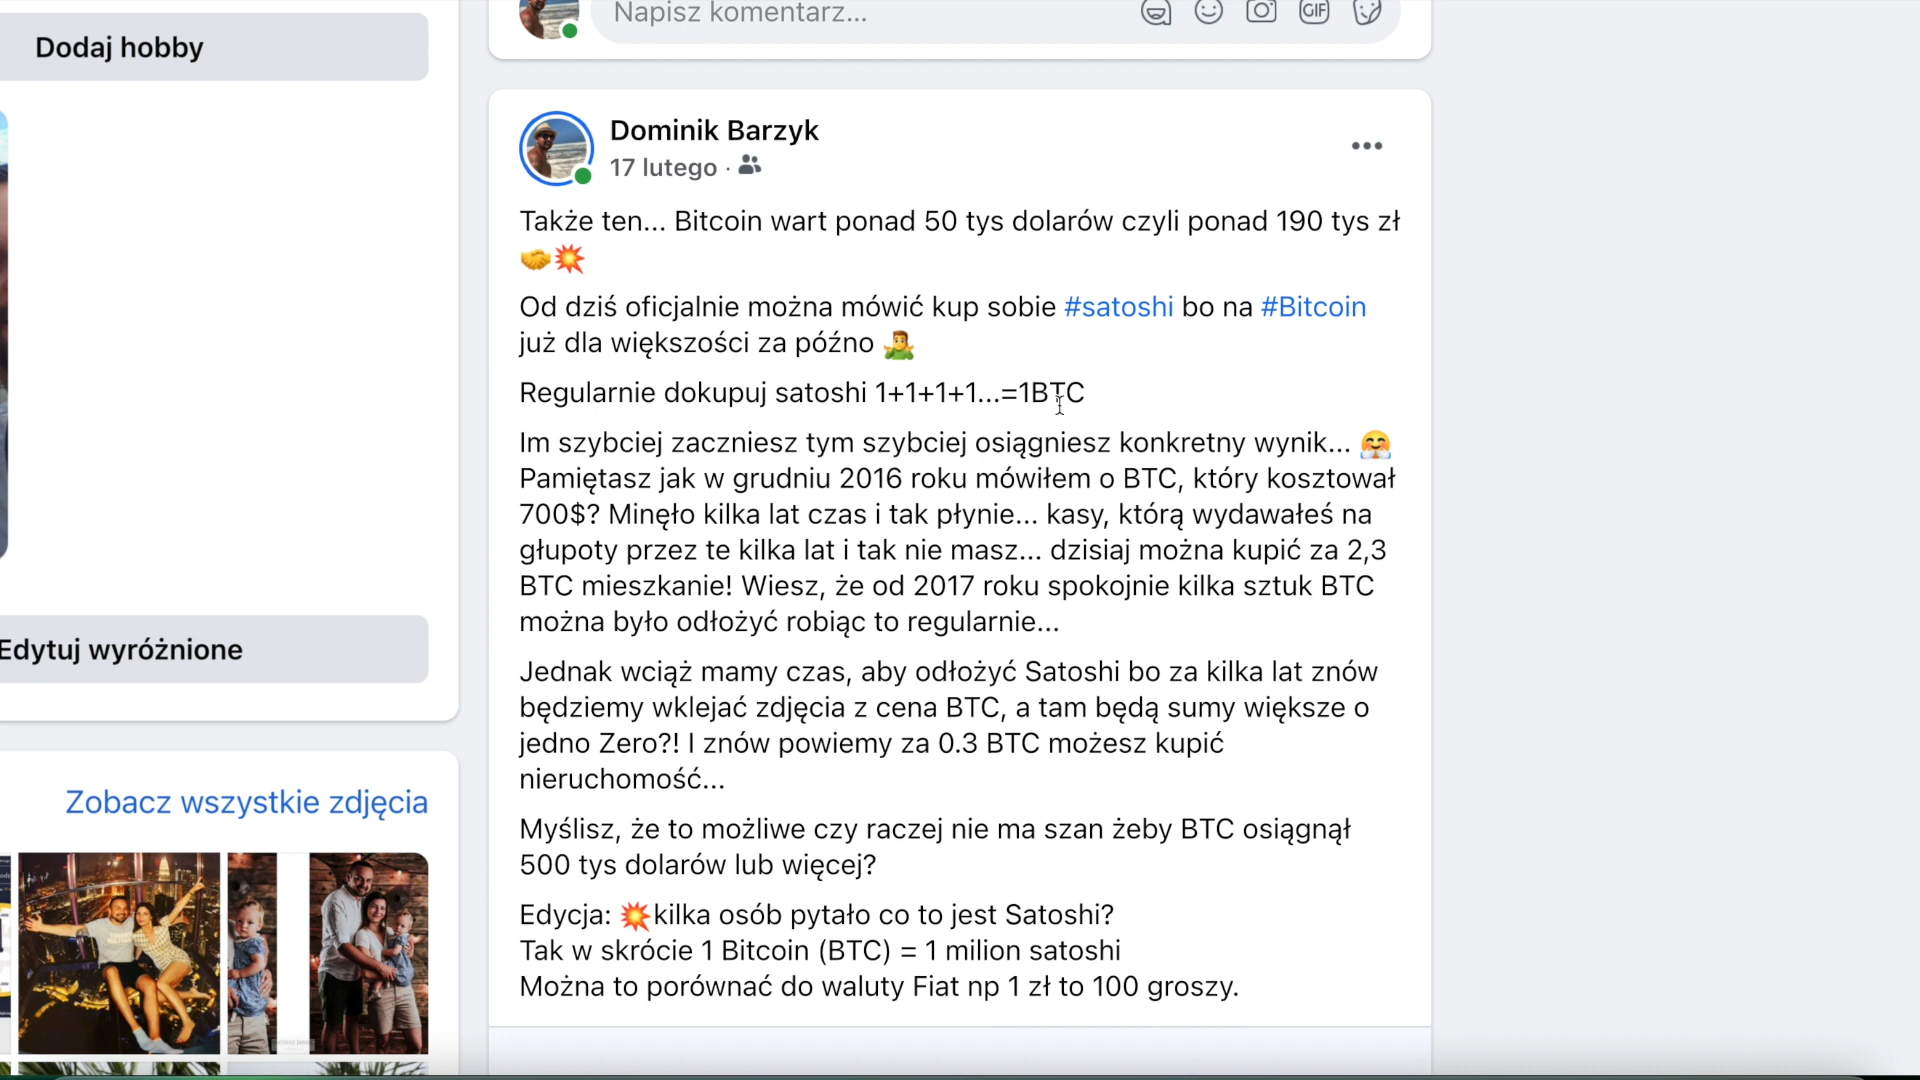 Dodaj hobby
Edytuj wyróżnione
Zobacz wszystkie zdjęcia
Napisz komentarz...
GIF
Dominik Barzyk
17 lutego ·
Także ten... Bitcoin wart ponad 50 tys dolarów czyli ponad 190 tys zł
🤝💥
Od dziś oficjalnie można mówić kup sobie #satoshi bo na #Bitcoin
już dla większości za późno 🤷‍♂️
Regularnie dokupuj satoshi 1+1+1+1...=1BTC
Im szybciej zaczniesz tym szybciej osiągniesz konkretny wynik... 🤗
Pamiętasz jak w grudniu 2016 roku mówiłem o BTC, który kosztował
700$? Minęło kilka lat czas i tak płynie... kasy, którą wydawałeś na
głupoty przez te kilka lat i tak nie masz... dzisiaj można kupić za 2,3
BTC mieszkanie! Wiesz, że od 2017 roku spokojnie kilka sztuk BTC
można było odłożyć robiąc to regularnie...
Jednak wciąż mamy czas, aby odłożyć Satoshi bo za kilka lat znów
będziemy wklejać zdjęcia z cena BTC, a tam będą sumy większe o
jedno Zero?! I znów powiemy za 0.3 BTC możesz kupić
nieruchomość...
Myślisz, że to możliwe czy raczej nie ma szan żeby BTC osiągnął
500 tys dolarów lub więcej?
Edycja: 💥kilka osób pytało co to jest Satoshi?
Tak w skrócie 1 Bitcoin (BTC) = 1 milion satoshi
Można to porównać do waluty Fiat np 1 zł to 100 groszy.